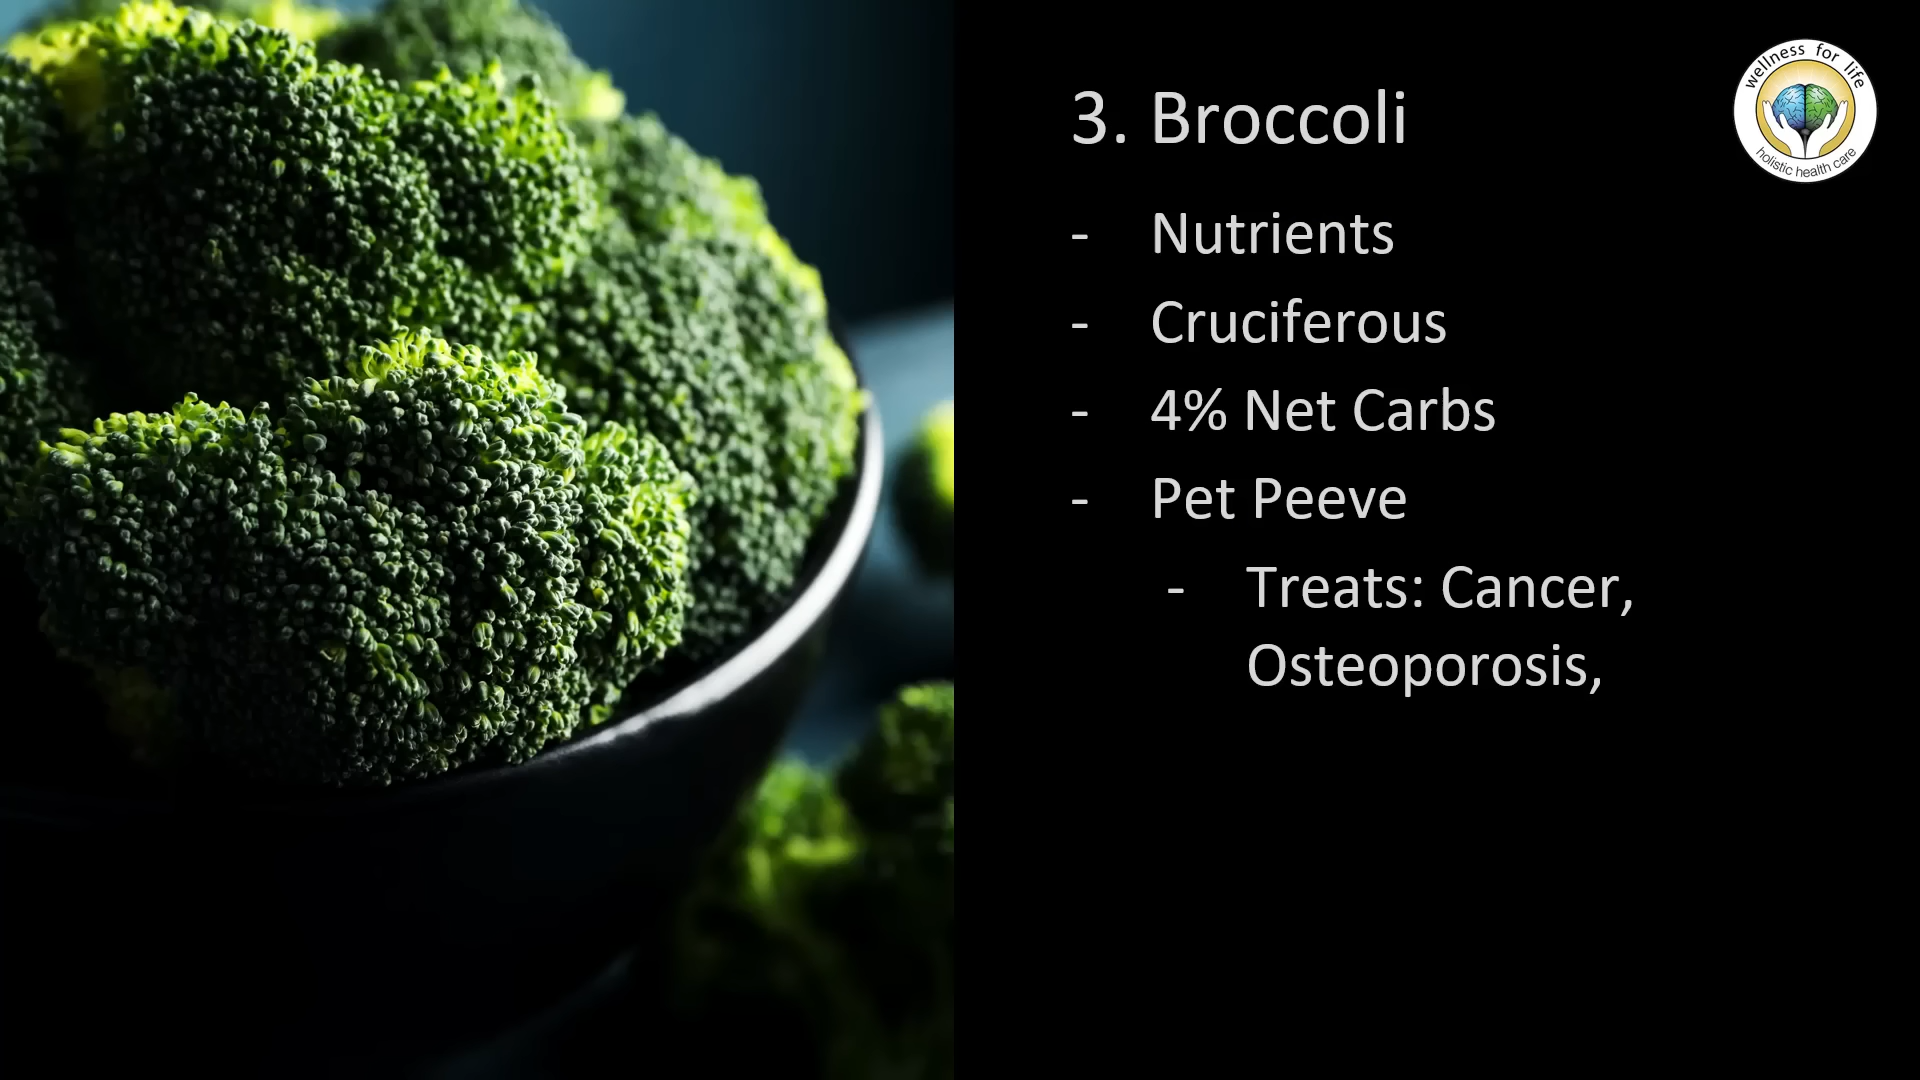 3. Broccoli
- Nutrients
- Cruciferous
- 4% Net Carbs
- Pet Peeve
- Treats: Cancer,
Osteoporosis,
wellness for life
holistic health care